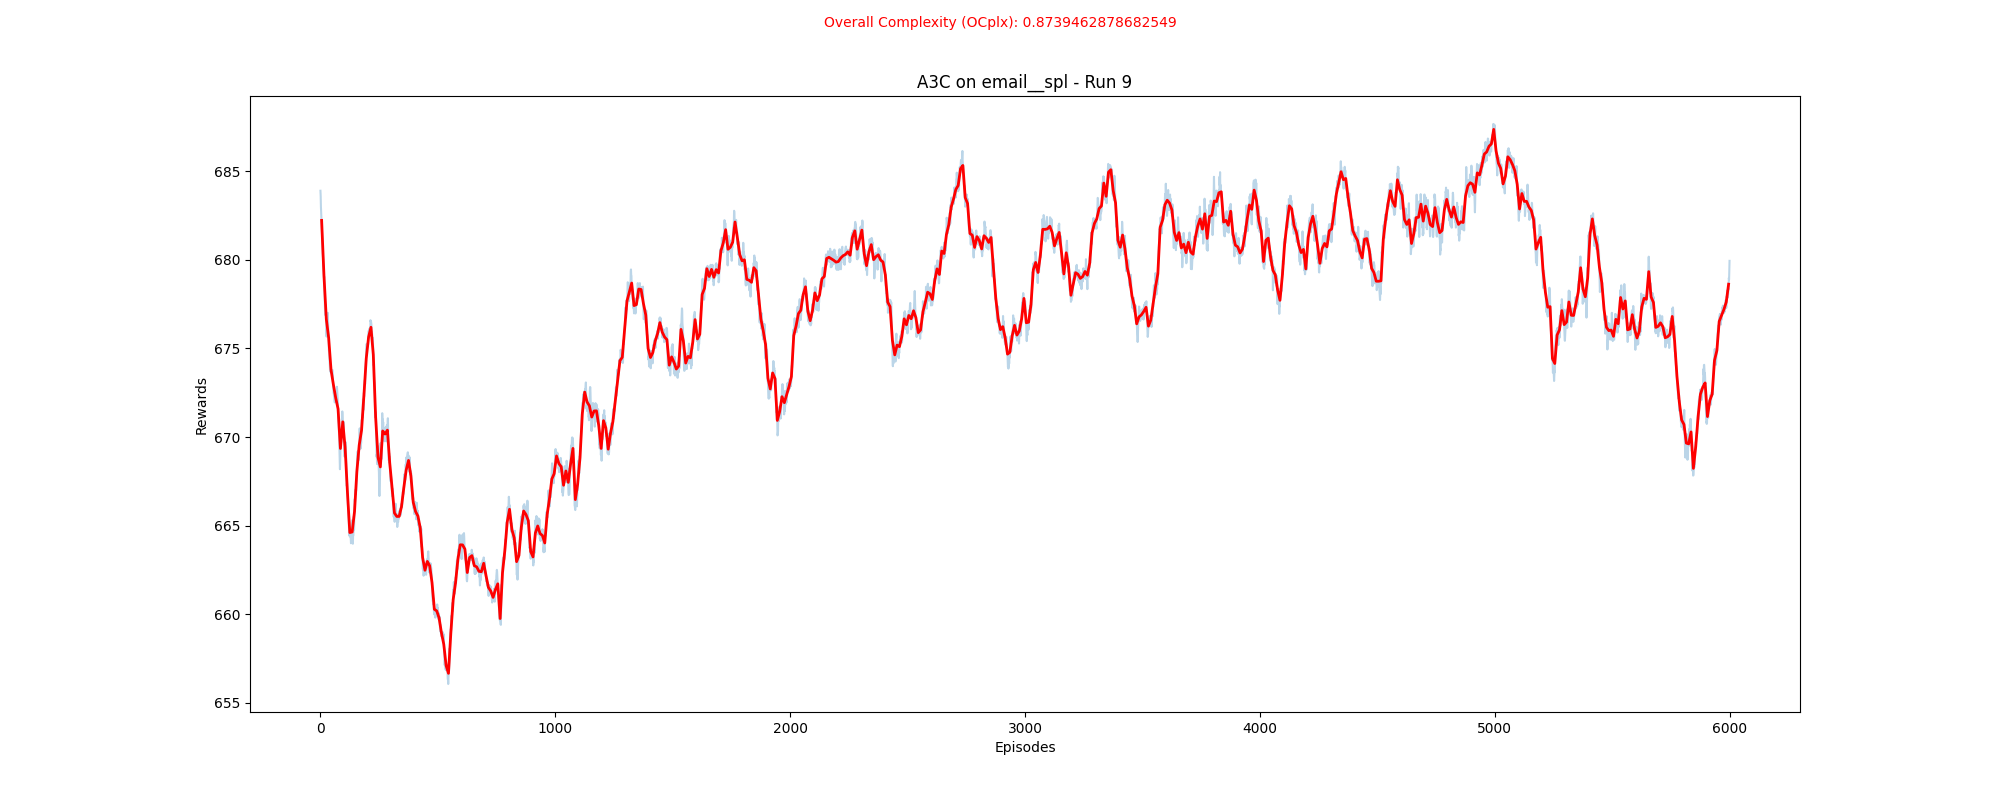 Overall Complexity (OCplx): 0.8739462878682549
A3C on email__spl - Run 9
Rewards
685
680
675
670
665
660
655
0 1000 2000 3000 4000 5000 6000
Episodes